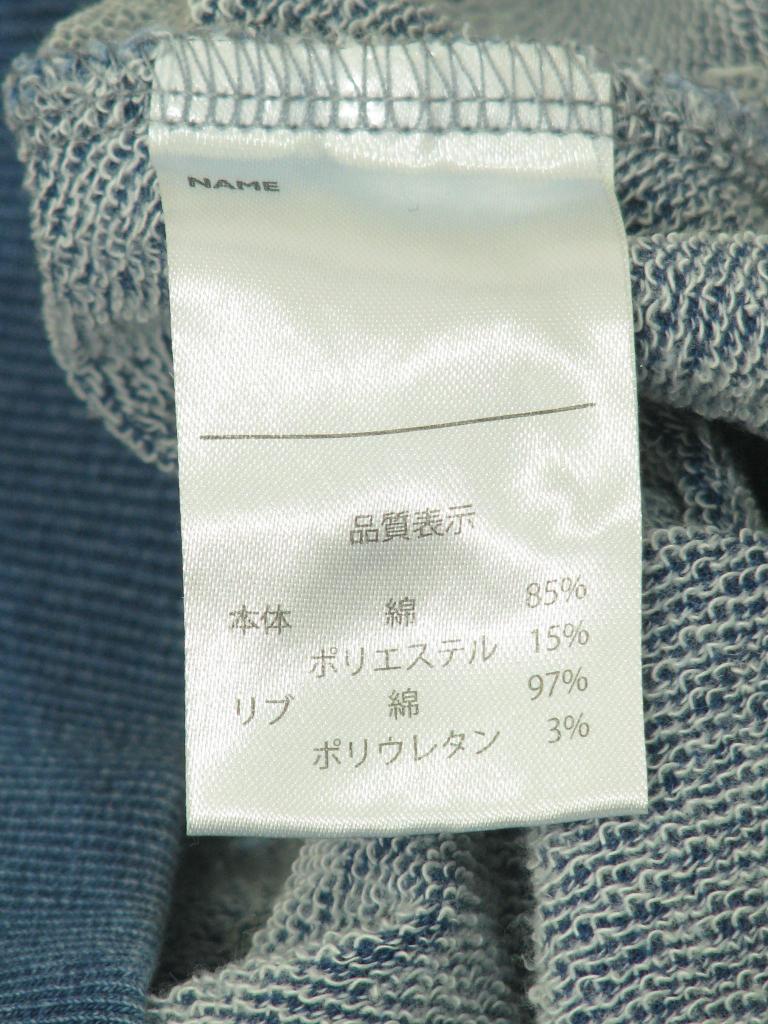 NAME
品質表示
本体 綿 85%
ポリエステル 15%
リブ 綿 97%
ポリウレタン 3%